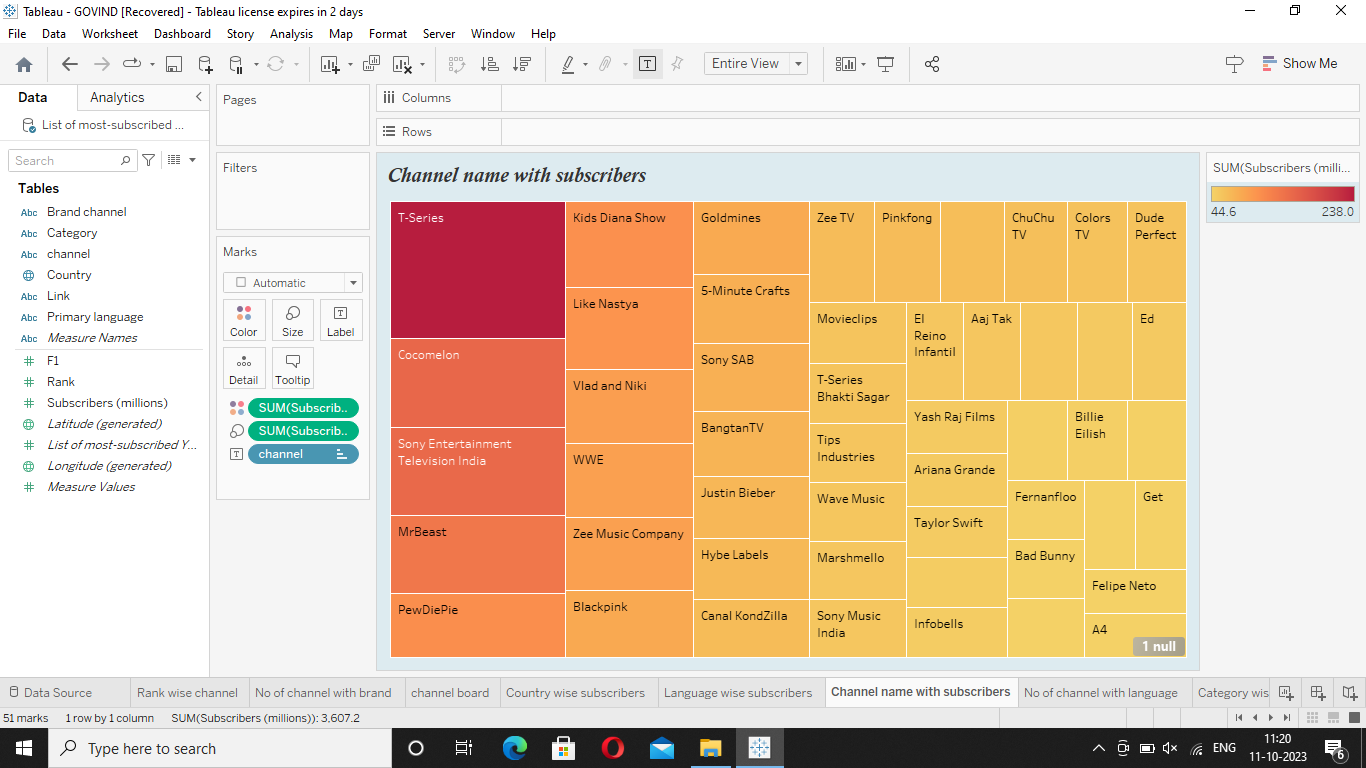 Tableau - GOVIND [Recovered] - Tableau license expires in 2 days
File Data Worksheet Dashboard Story Analysis Map Format Server Window Help
Entire View
Show Me
Data Analytics
List of most-subscribed ...
Search
Tables
Abc Brand channel
Abc Category
Abc channel
Country
Abc Link
Abc Primary language
Abc Measure Names
# F1
# Rank
# Subscribers (millions)
Latitude (generated)
# List of most-subscribed Y...
Longitude (generated)
# Measure Values
Pages
Filters
Marks
Automatic
Color Size Label
Detail Tooltip
SUM(Subscrib..
SUM(Subscrib..
channel
Columns
Rows
Channel name with subscribers
T-Series
Cocomelon
Sony Entertainment
Television India
MrBeast
PewDiePie
Kids Diana Show
Like Nastya
Vlad and Niki
WWE
Zee Music Company
Blackpink
Goldmines
5-Minute Crafts
Sony SAB
BangtanTV
Justin Bieber
Hybe Labels
Canal KondZilla
Zee TV
Pinkfong
ChuChu
TV
Colors
TV
Dude
Perfect
Movieclips
T-Series
Bhakti Sagar
Tips
Industries
Wave Music
Marshmello
Sony Music
India
El
Reino
Infantil
Aaj Tak
Ed
Yash Raj Films
Ariana Grande
Taylor Swift
Infobells
Billie
Eilish
Fernanfloo
Bad Bunny
Get
Felipe Neto
A4
1 null
SUM(Subscribers (milli...
44.6 238.0
Data Source Rank wise channel No of channel with brand channel board Country wise subscribers Language wise subscribers Channel name with subscribers No of channel with language Category wis
51 marks 1 row by 1 column SUM(Subscribers (millions)): 3,607.2
Type here to search
ENG
11:20
11-10-2023
6